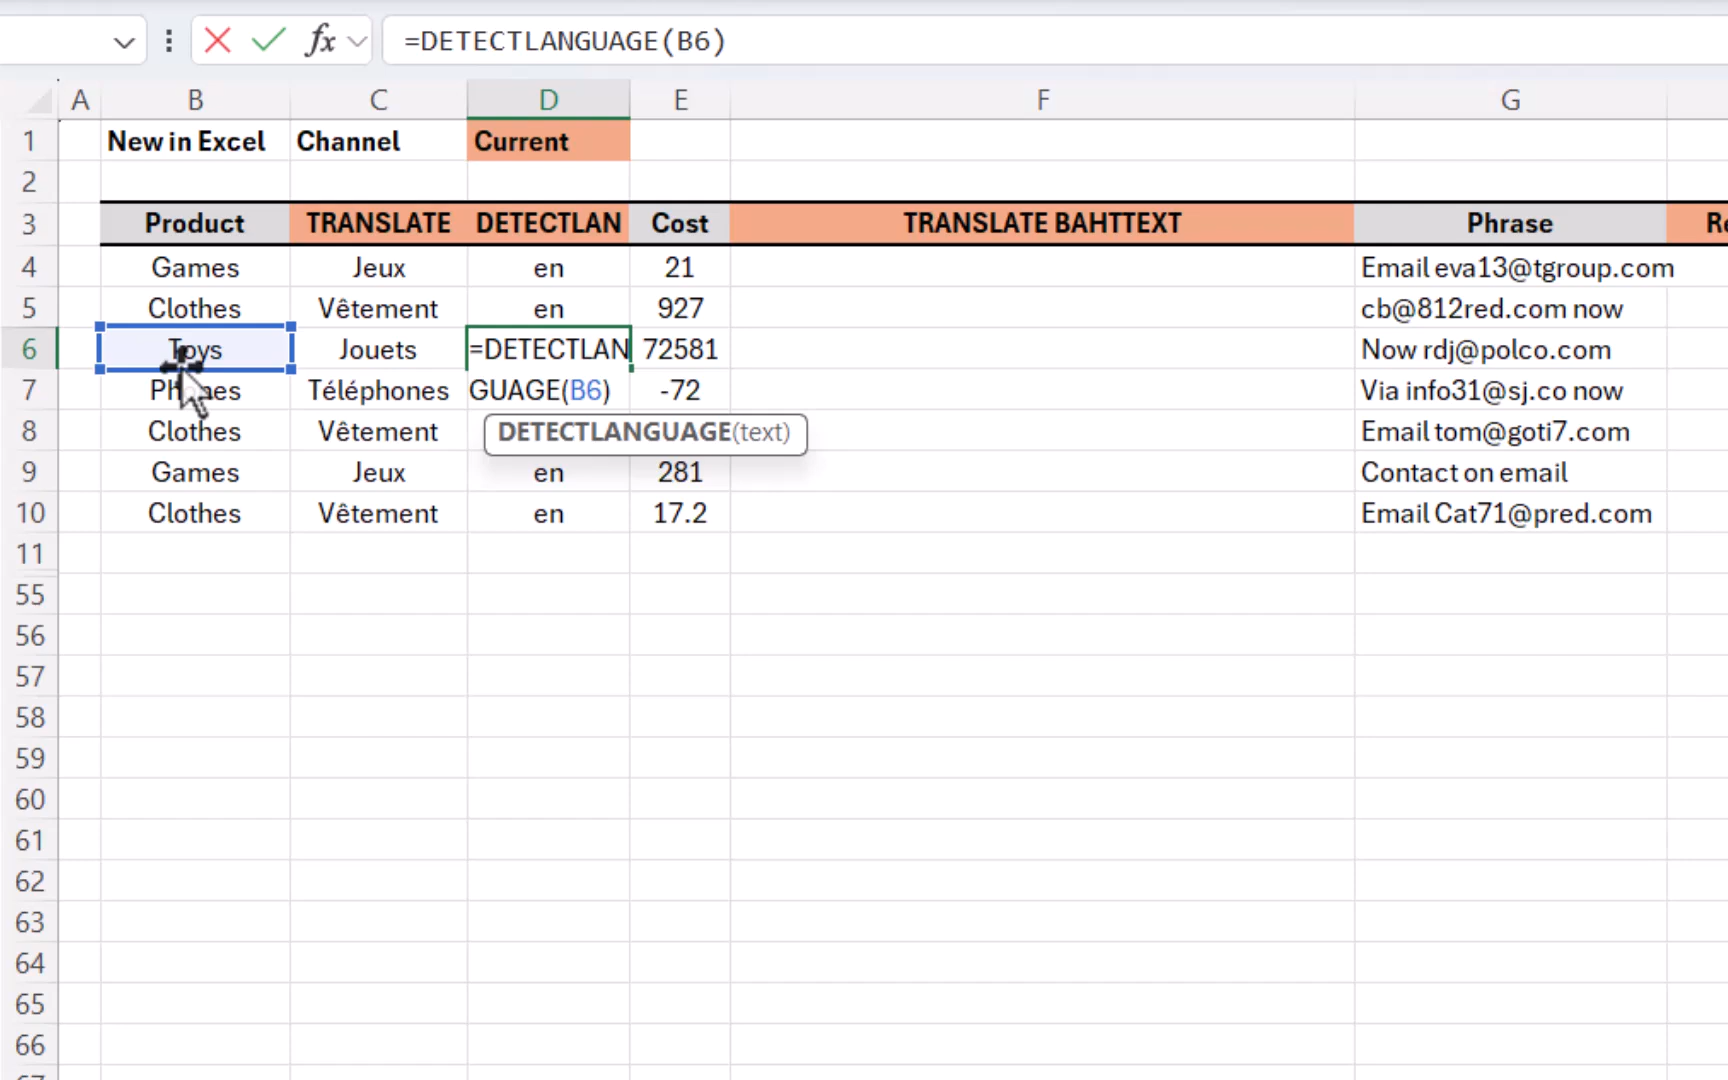 =DETECTLANGUAGE(B6)
A B C D E F G
1 New in Excel Channel Current
2
3 Product TRANSLATE DETECTLAN Cost TRANSLATE BAHTTEXT Phrase
4 Games Jeux en 21 Email eva13@tgroup.com
5 Clothes Vêtement en 927 cb@812red.com now
6 Toys Jouets =DETECTLAN 72581 Now rdj@polco.com
7 Téléphones GUAGE(B6) -72 Via info31@sj.co now
8 Clothes Vêtement DETECTLANGUAGE(text) Email tom@goti7.com
9 Games Jeux en 281 Contact on email
10 Clothes Vêtement en 17.2 Email Cat71@pred.com
11
55
56
57
58
59
60
61
62
63
64
65
66